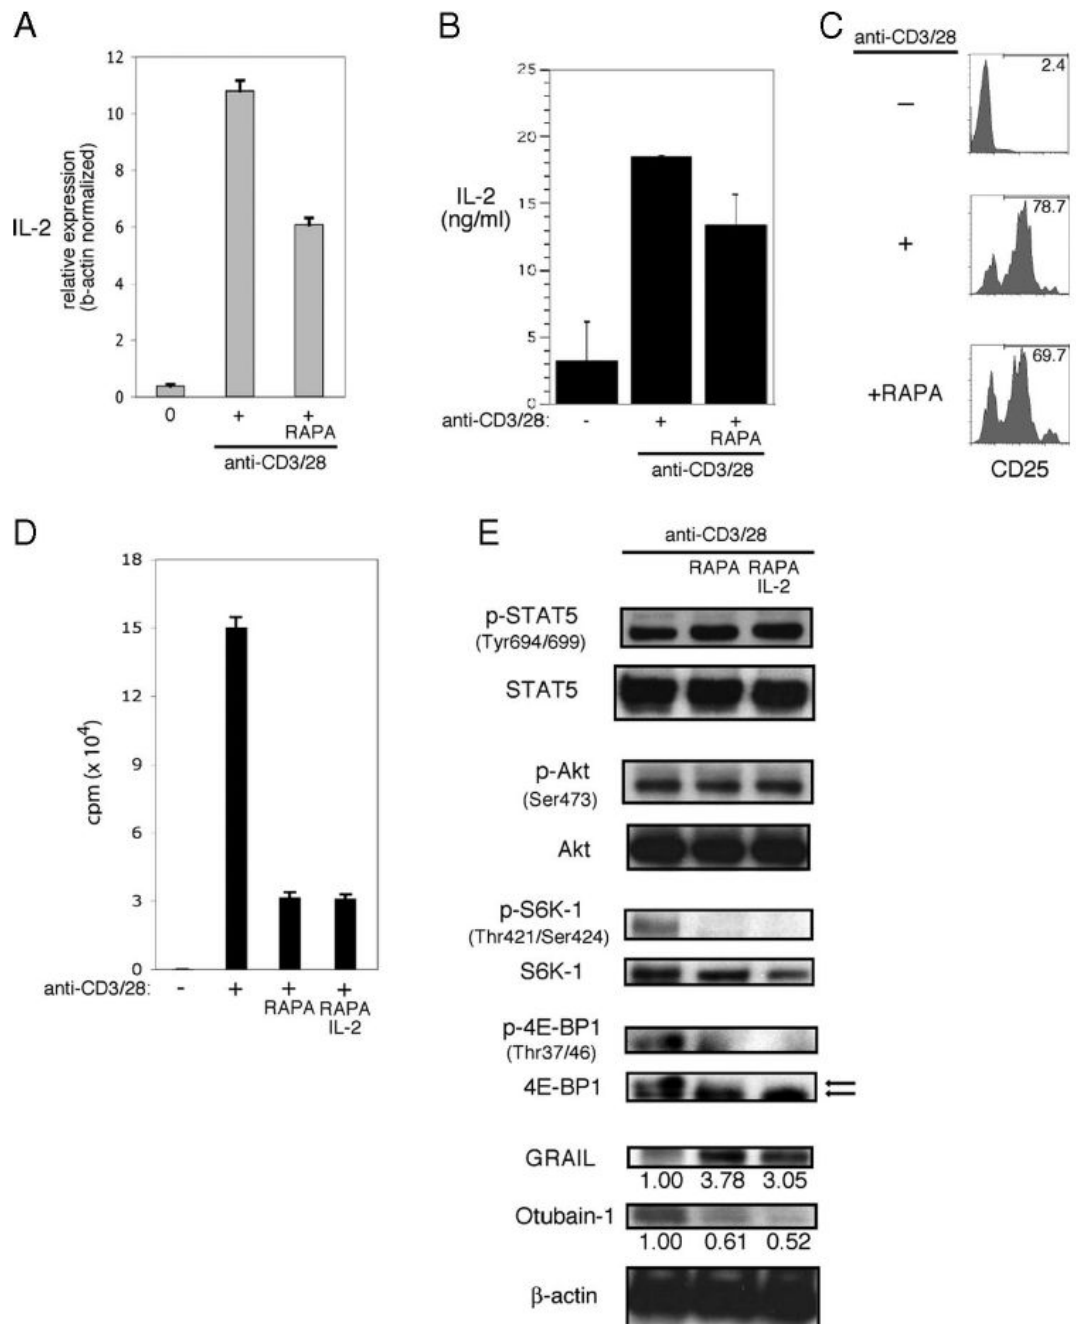 A
IL-2
relative expression
(b-actin normalized)
12
10
8
6
4
2
0
0
+
+
RAPA
anti-CD3/28
B
IL-2
(ng/ml)
25
20
15
10
5
0
anti-CD3/28:
-
+
+
RAPA
anti-CD3/28
C
anti-CD3/28
–
2.4
+
78.7
+RAPA
69.7
CD25
D
cpm (x 10⁴)
18
15
12
9
6
3
0
anti-CD3/28:
-
+
+
+
RAPA
RAPA
IL-2
E
anti-CD3/28
RAPA
RAPA
IL-2
p-STAT5
(Tyr694/699)
STAT5
p-Akt
(Ser473)
Akt
p-S6K-1
(Thr421/Ser424)
S6K-1
p-4E-BP1
(Thr37/46)
4E-BP1
GRAIL
1.00 3.78 3.05
Otubain-1
1.00 0.61 0.52
β-actin